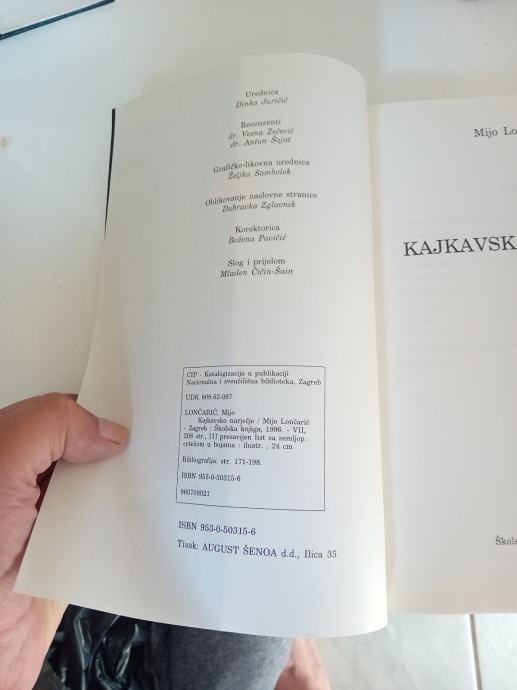 Urednica
Dinka Juričić
Recenzenti
dr. Vesna Zečević
dr. Antun Šojat
Grafičko-likovna urednica
Željka Sambolek
Oblikovanje naslovne stranice
Dubravka Zglavnik
Korektorica
Božena Pavičić
Slog i prijelom
Mladen Čičin-Šain
CIP - Katalogizacija u publikaciji
Nacionalna i sveučilišna biblioteka, Zagreb
UDK 808.62-087
LONČARIĆ, Mijo
Kajkavsko narječje / Mijo Lončarić
- Zagreb : Školska knjiga, 1996. - VII,
208 str., [1] presavijen list sa zemljop.
crtežom u bojama : ilustr. , 24 cm
Bibliografija: str. 171-198.
ISBN 953-0-50315-6
960708021
ISBN 953-0-50315-6
Tisak: AUGUST ŠENOA d.d., Ilica 35
Mijo Lo
KAJKAVSK
Škols